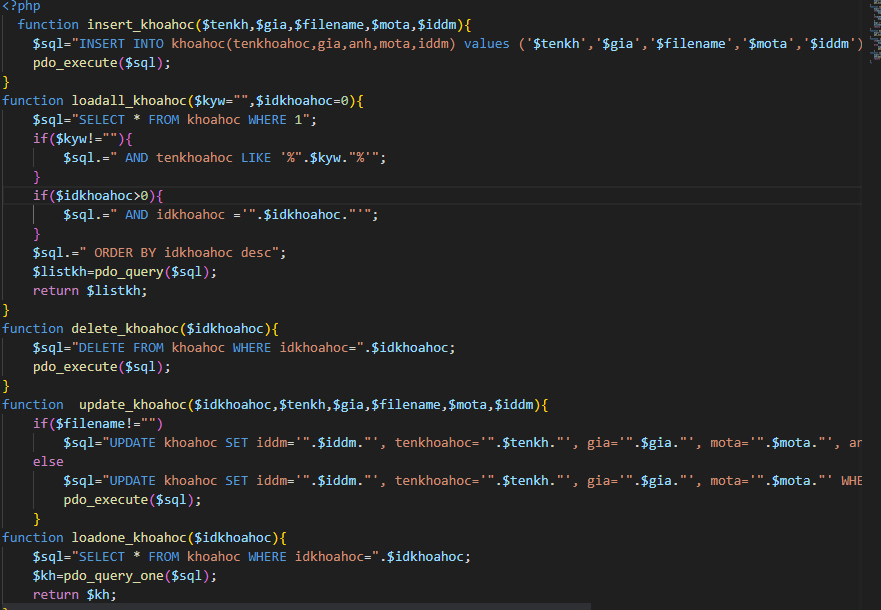 <?php
function insert_khoahoc($tenkh,$gia,$filename,$mota,$iddm){
$sql="INSERT INTO khoahoc(tenkhoahoc,gia,anh,mota,iddm) values ('$tenkh','$gia','$filename','$mota','$iddm')
pdo_execute($sql);
}
function loadall_khoahoc($kyw="",$idkhoahoc=0){
$sql="SELECT * FROM khoahoc WHERE 1";
if($kyw!=""){
$sql.=" AND tenkhoahoc LIKE '%".$kyw."%'";
}
if($idkhoahoc>0){
$sql.=" AND idkhoahoc ='".$idkhoahoc."'";
}
$sql.=" ORDER BY idkhoahoc desc";
$listkh=pdo_query($sql);
return $listkh;
}
function delete_khoahoc($idkhoahoc){
$sql="DELETE FROM khoahoc WHERE idkhoahoc=".$idkhoahoc;
pdo_execute($sql);
}
function  update_khoahoc($idkhoahoc,$tenkh,$gia,$filename,$mota,$iddm){
if($filename!="")
$sql="UPDATE khoahoc SET iddm='".$iddm."', tenkhoahoc='".$tenkh."', gia='".$gia."', mota='".$mota."', an
else
$sql="UPDATE khoahoc SET iddm='".$iddm."', tenkhoahoc='".$tenkh."', gia='".$gia."', mota='".$mota."' WHE
pdo_execute($sql);
}
function loadone_khoahoc($idkhoahoc){
$sql="SELECT * FROM khoahoc WHERE idkhoahoc=".$idkhoahoc;
$kh=pdo_query_one($sql);
return $kh;